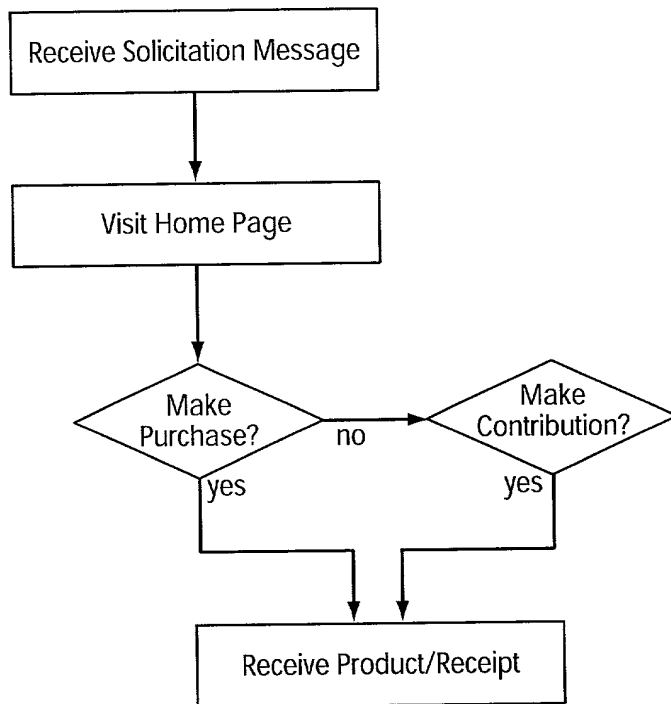 Receive Solicitation Message
Visit Home Page
Make
Purchase?
no
Make
Contribution?
yes
yes
Receive Product/Receipt